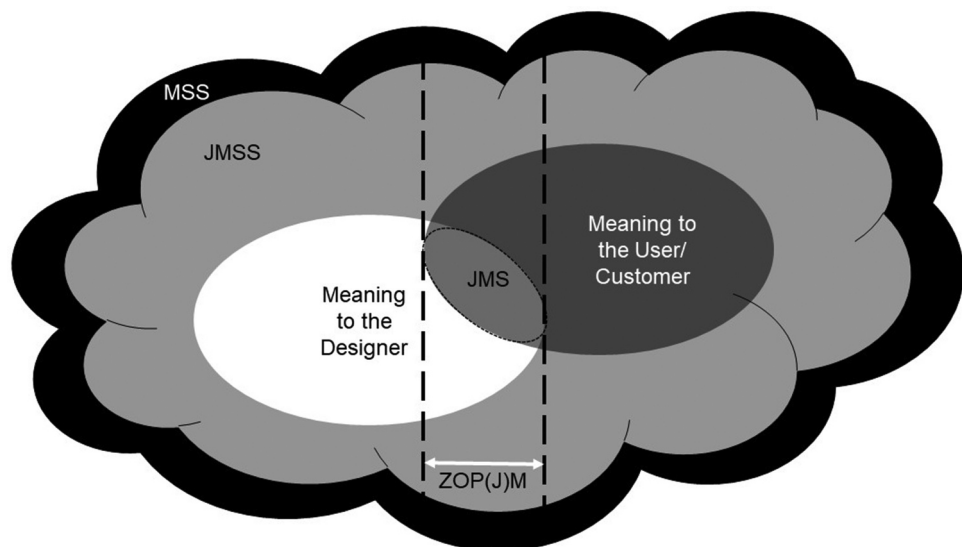 MSS
JMSS
Meaning to
the User/
Customer
JMS
Meaning
to the
Designer
ZOP(J)M